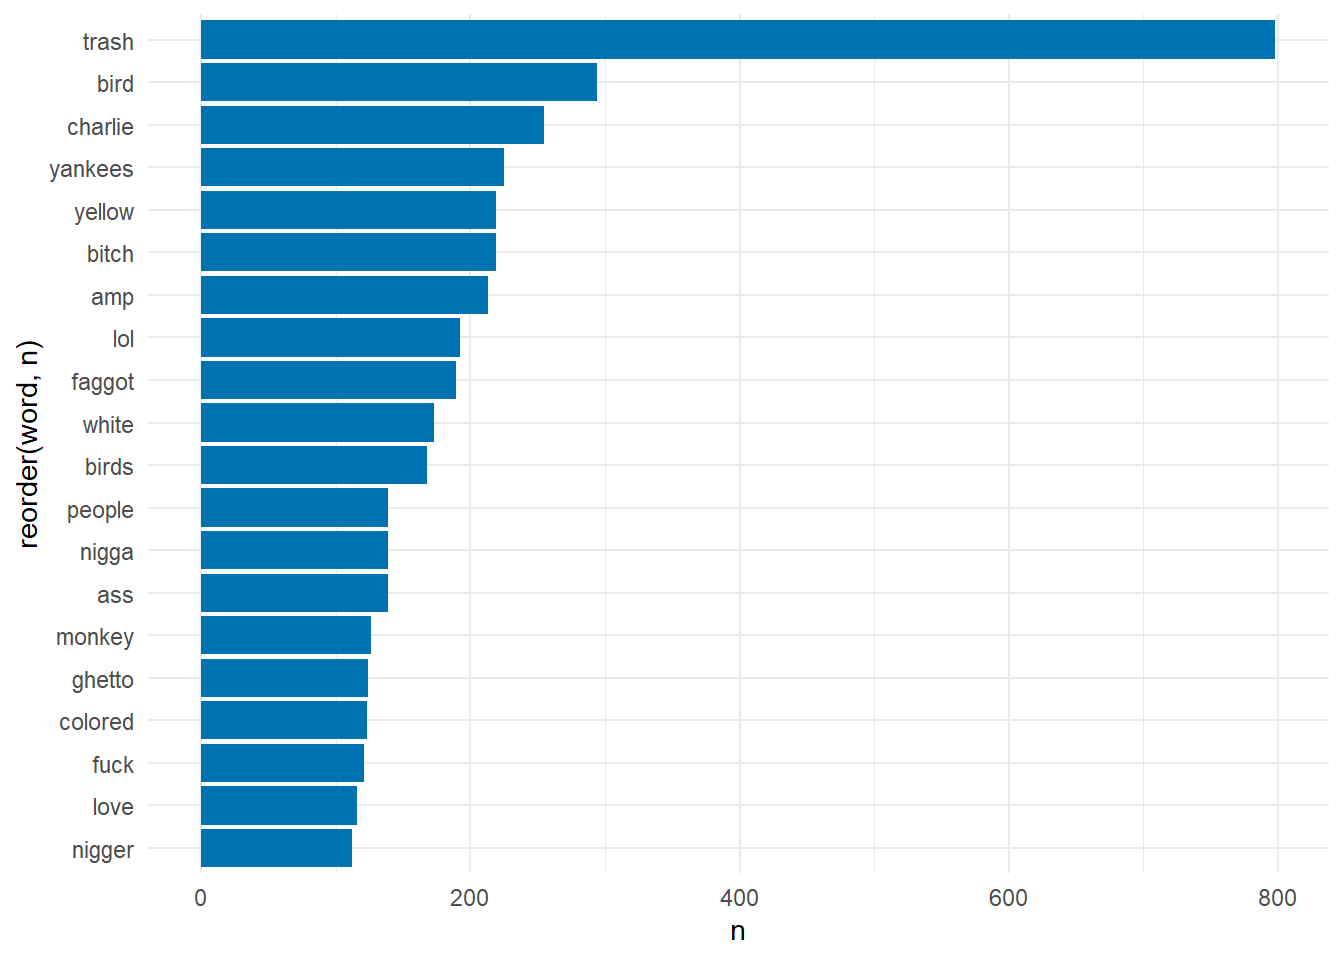 trash
bird
charlie
yankees
yellow
bitch
amp
lol
faggot
white
birds
people
nigga
ass
monkey
ghetto
colored
fuck
love
nigger
reorder(word, n)
0 200 400 600 800
n